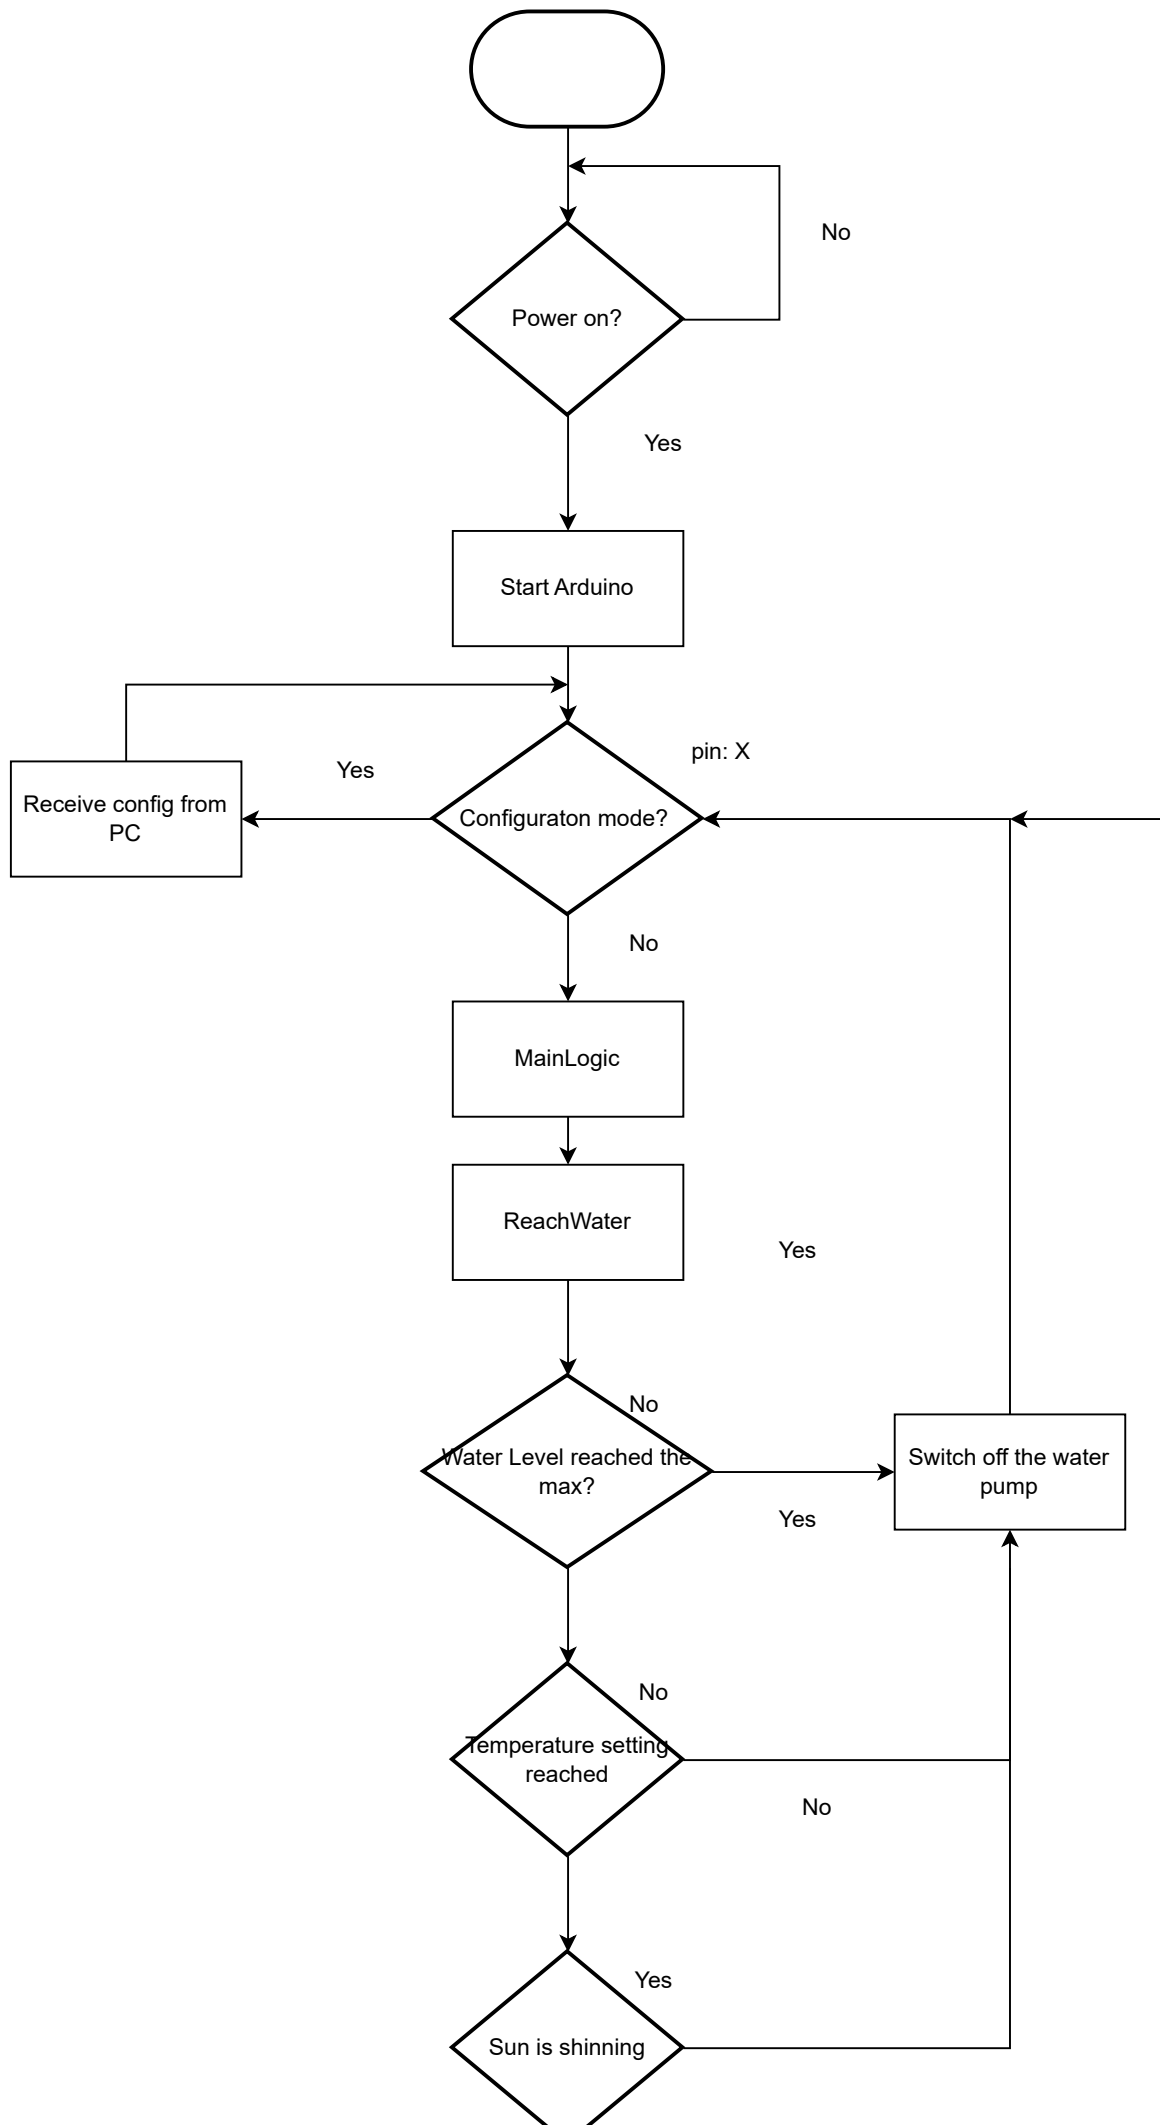 No
Power on?
Yes
Start Arduino
pin: X
Yes
Receive config from
PC
Configuraton mode?
No
MainLogic
ReachWater
Yes
No
Water Level reached the
max?
Switch off the water
pump
Yes
No
Temperature setting
reached
No
Yes
Sun is shinning